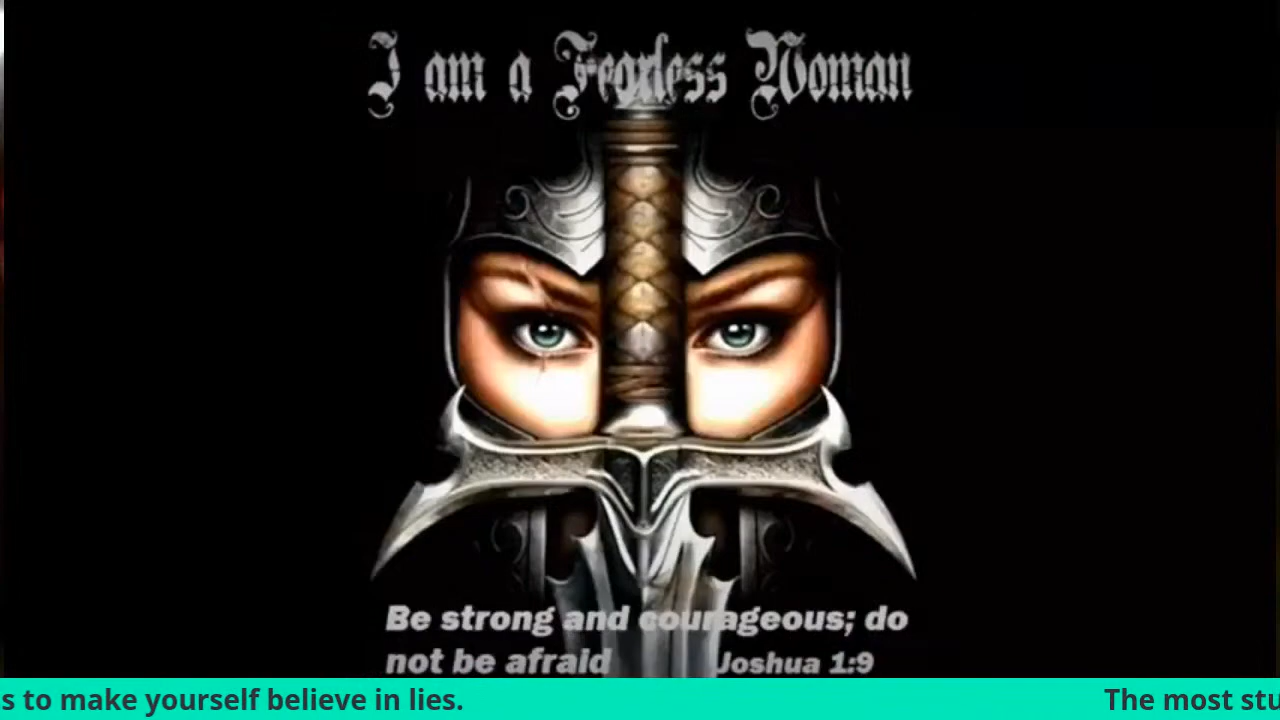 I am a Fearless Woman
Be strong and courageous; do
not be afraid Joshua 1:9
s to make yourself believe in lies. The most stu